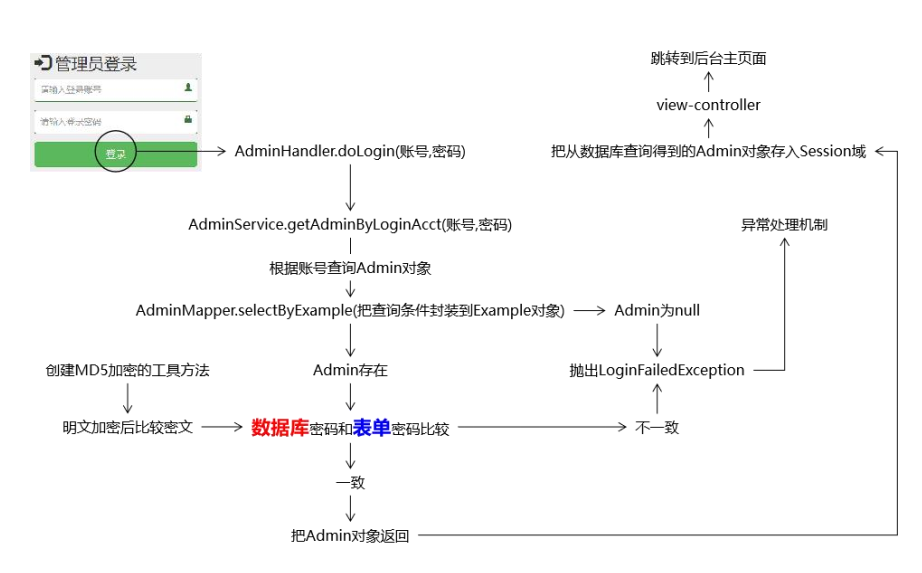 管理员登录
请输入登录账号
请输入登录密码
登录
AdminHandler.doLogin(账号,密码)
AdminService.getAdminByLoginAcct(账号,密码)
根据账号查询Admin对象
AdminMapper.selectByExample(把查询条件封装到Example对象)
Admin为null
Admin存在
抛出LoginFailedException
异常处理机制
创建MD5加密的工具方法
明文加密后比较密文
数据库密码和表单密码比较
不一致
一致
把Admin对象返回
把从数据库查询得到的Admin对象存入Session域
view-controller
跳转到后台主页面